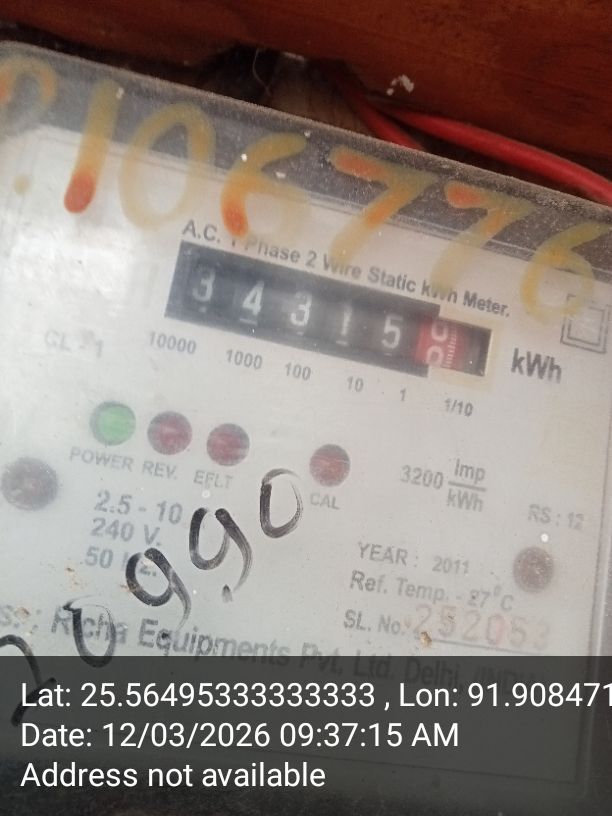 106776
A.C. 1 Phase 2 Wire Static kWh Meter.
3 4 3 1 5
kWh
CL - 1
10000 1000 100 10 1 1/10
POWER REV. EFLT CAL
3200 Imp/kWh
2.5 - 10
240 V.
50 Hz.
RS : 12
YEAR : 2011
Ref. Temp. - 27°C
SL. No. 252053
20990
Richa Equipments Pvt. Ltd. Delhi.
Lat: 25.56495333333333 , Lon: 91.908471
Date: 12/03/2026 09:37:15 AM
Address not available